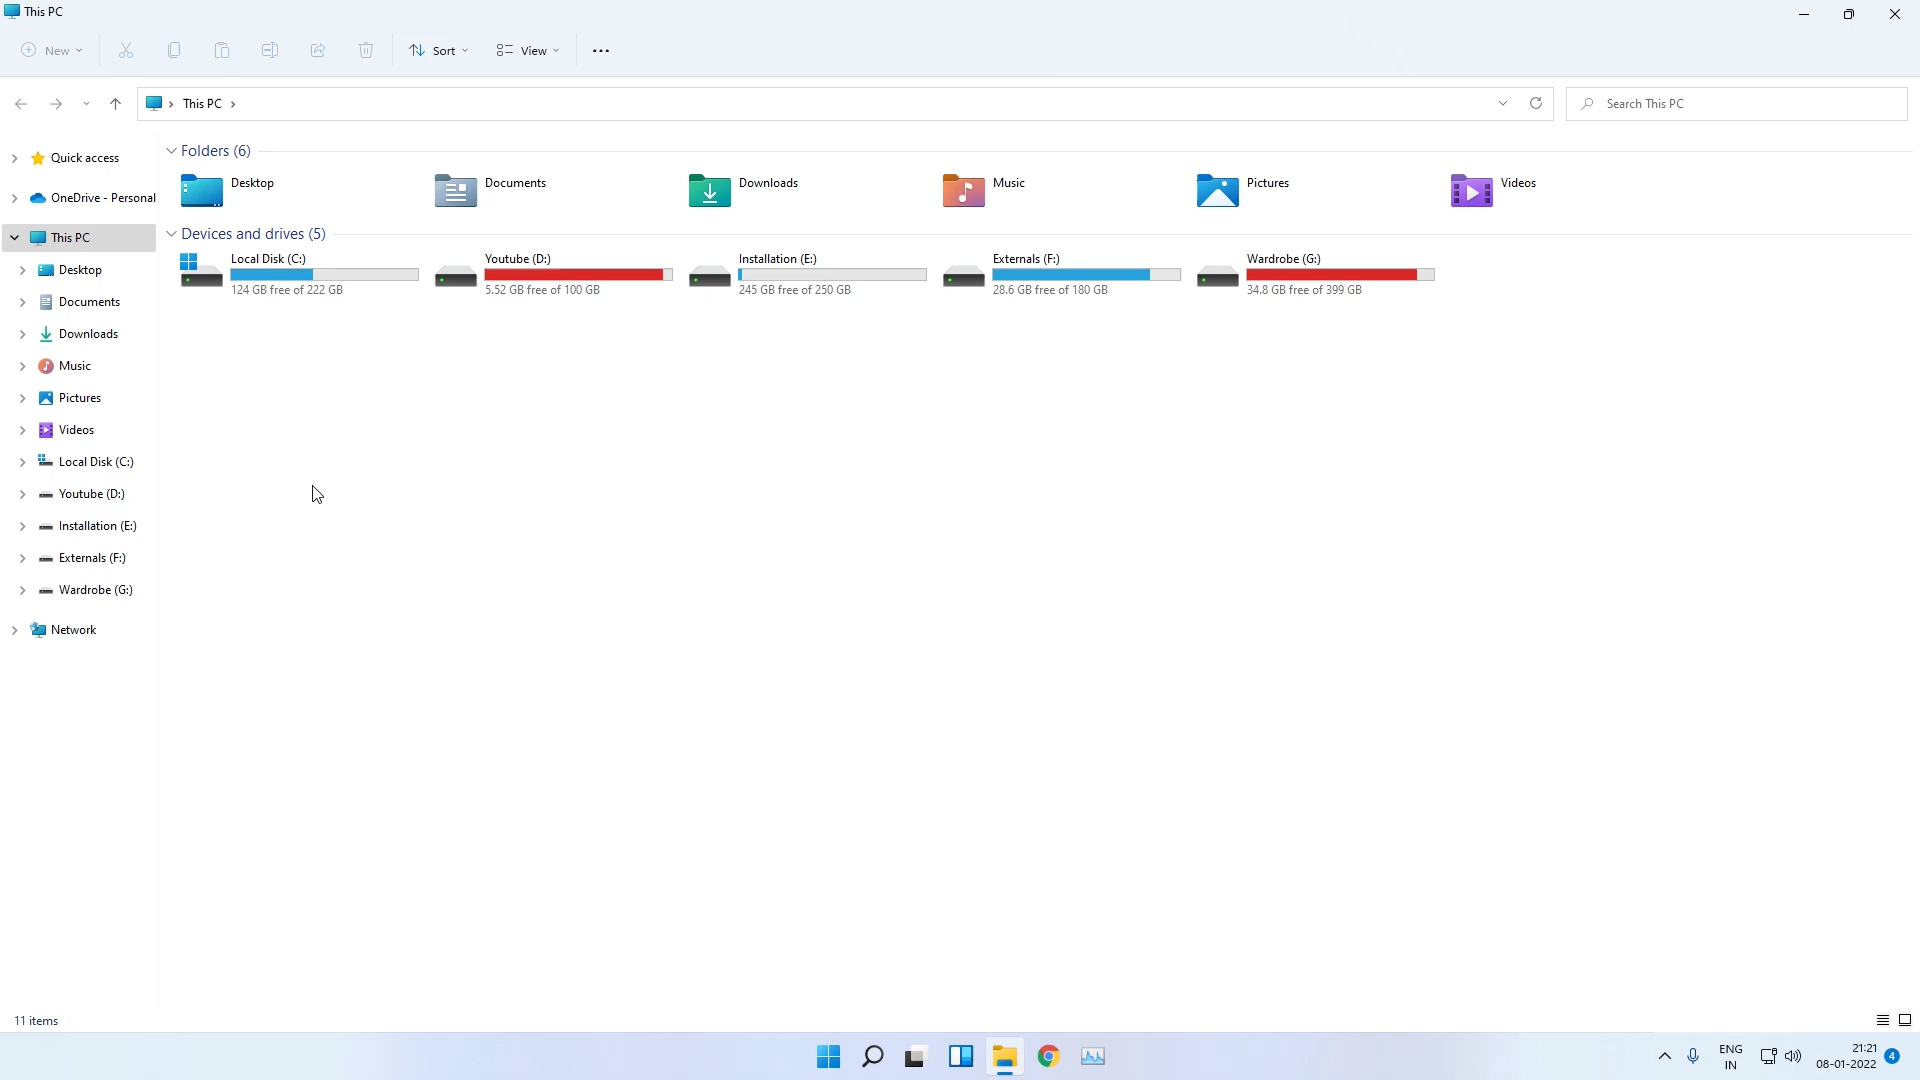 This PC
New
Sort
View
This PC
Search This PC
Quick access
OneDrive - Personal
This PC
Desktop
Documents
Downloads
Music
Pictures
Videos
Local Disk (C:)
Youtube (D:)
Installation (E:)
Externals (F:)
Wardrobe (G:)
Network
Folders (6)
Desktop
Documents
Downloads
Music
Pictures
Videos
Devices and drives (5)
Local Disk (C:)
124 GB free of 222 GB
Youtube (D:)
5.52 GB free of 100 GB
Installation (E:)
245 GB free of 250 GB
Externals (F:)
28.6 GB free of 180 GB
Wardrobe (G:)
34.8 GB free of 399 GB
11 items
ENG
IN
21:21
08-01-2022
4